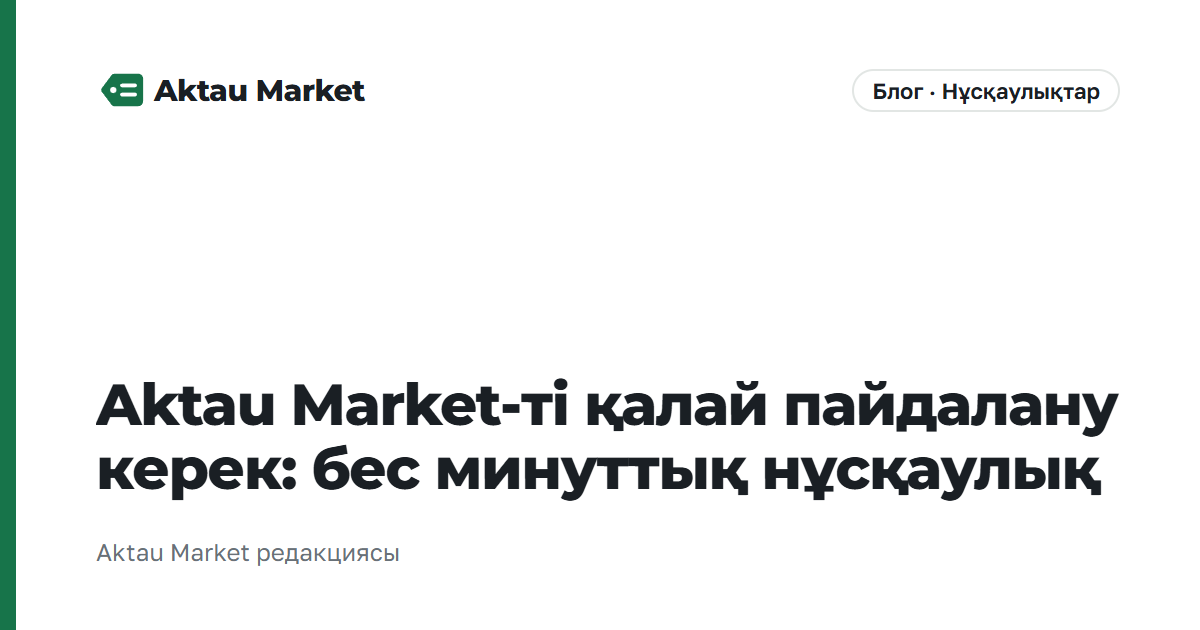 Aktau Market
Блог · Нұсқаулықтар
Aktau Market-ті қалай пайдалану
керек: бес минуттық нұсқаулық
Aktau Market редакциясы